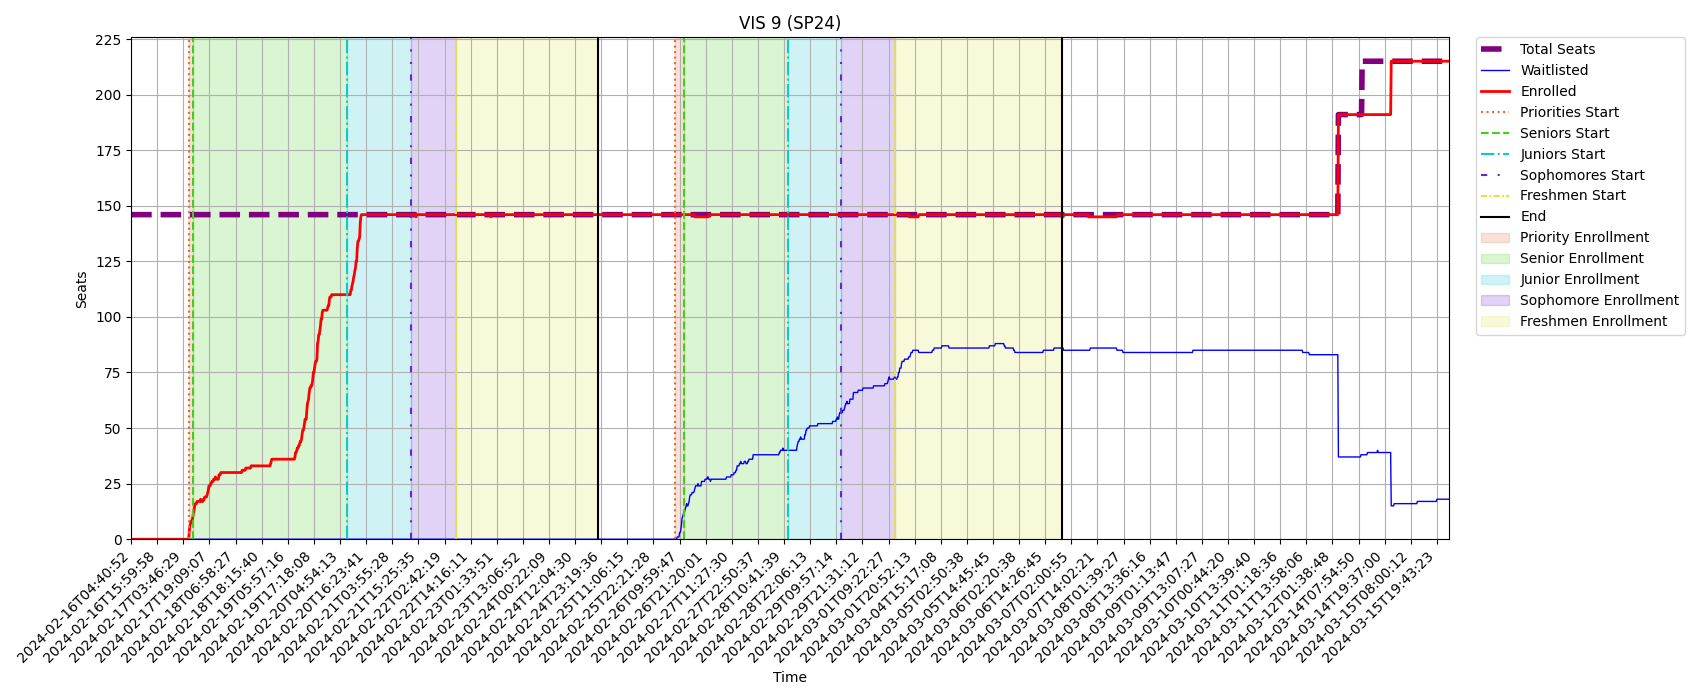 VIS 9 (SP24)
Seats
225
200
175
150
125
100
75
50
25
0
2024-02-16T04:40:52
2024-02-16T15:59:58
2024-02-17T03:46:29
2024-02-17T19:09:07
2024-02-18T06:58:27
2024-02-18T18:15:40
2024-02-19T05:57:16
2024-02-19T17:18:08
2024-02-20T04:54:13
2024-02-20T16:23:41
2024-02-21T03:55:28
2024-02-21T15:25:35
2024-02-22T02:42:19
2024-02-22T14:16:11
2024-02-23T01:33:51
2024-02-23T13:06:52
2024-02-24T00:22:09
2024-02-24T12:04:30
2024-02-24T23:19:36
2024-02-25T11:06:15
2024-02-25T22:21:28
2024-02-26T09:59:47
2024-02-26T21:20:01
2024-02-27T11:27:30
2024-02-27T22:50:37
2024-02-28T10:41:39
2024-02-28T22:06:13
2024-02-29T09:57:14
2024-02-29T21:31:12
2024-03-01T09:22:27
2024-03-01T20:52:13
2024-03-04T15:17:08
2024-03-05T02:50:38
2024-03-05T14:45:45
2024-03-06T02:20:38
2024-03-06T14:26:45
2024-03-07T02:00:55
2024-03-07T14:02:21
2024-03-08T01:39:27
2024-03-08T13:36:16
2024-03-09T01:13:47
2024-03-09T13:07:27
2024-03-10T00:44:20
2024-03-10T13:39:40
2024-03-11T01:18:36
2024-03-11T13:58:06
2024-03-12T01:38:48
2024-03-14T07:54:50
2024-03-14T19:37:00
2024-03-15T08:00:12
2024-03-15T19:43:23
Time
Total Seats
Waitlisted
Enrolled
Priorities Start
Seniors Start
Juniors Start
Sophomores Start
Freshmen Start
End
Priority Enrollment
Senior Enrollment
Junior Enrollment
Sophomore Enrollment
Freshmen Enrollment